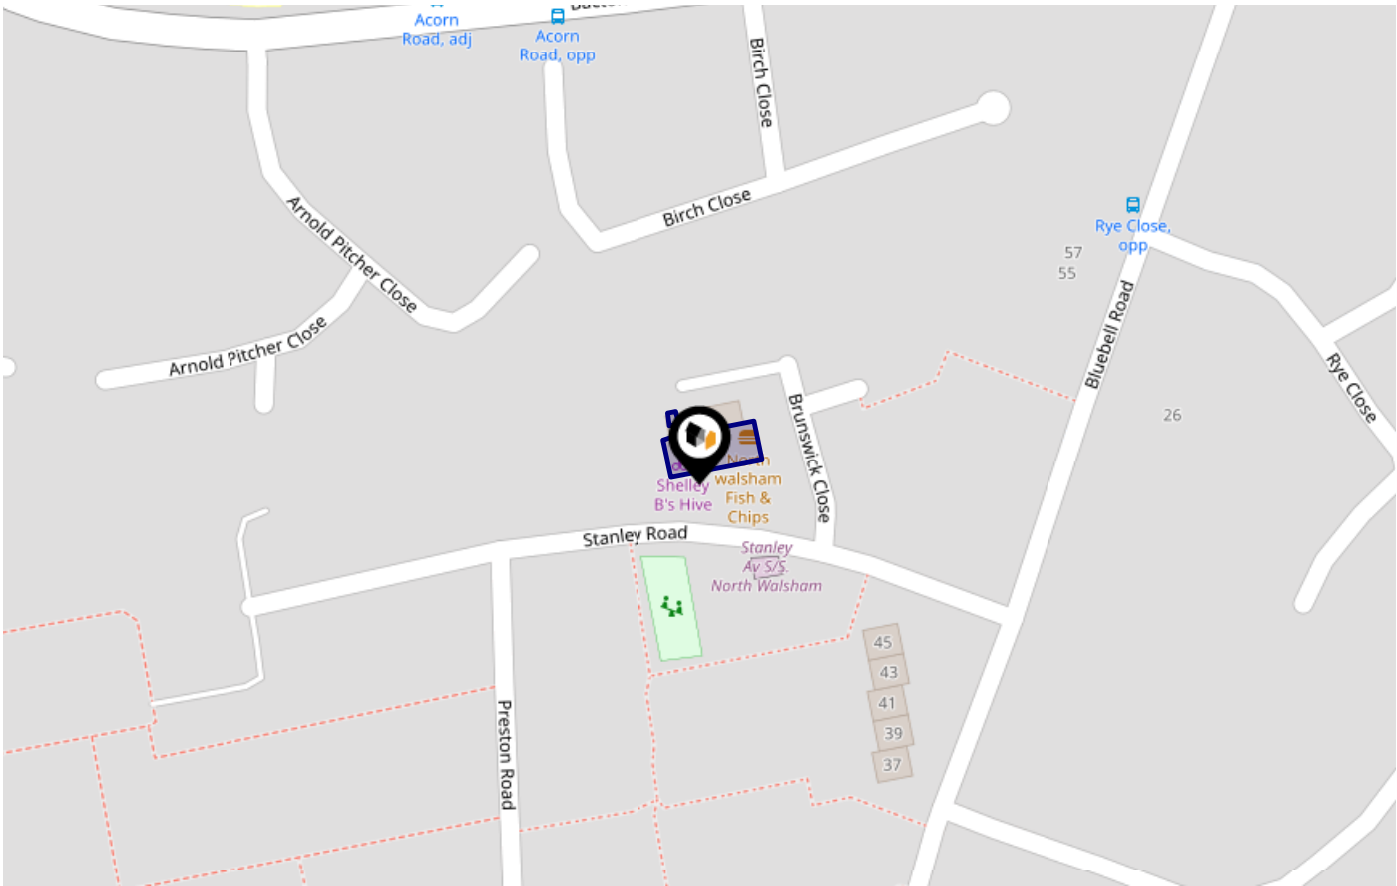 Acorn
Road, adj
Acorn
Road, opp
Birch Close
Birch Close
Arnold Pitcher Close
Arnold Pitcher Close
Rye Close,
opp
57
55
Bluebell Road
Rye Close
26
Brunswick Close
Shelley
B's Hive
North
walsham
Fish &
Chips
Stanley Road
Stanley
Av S/S.
North Walsham
45
43
41
39
37
Preston Road